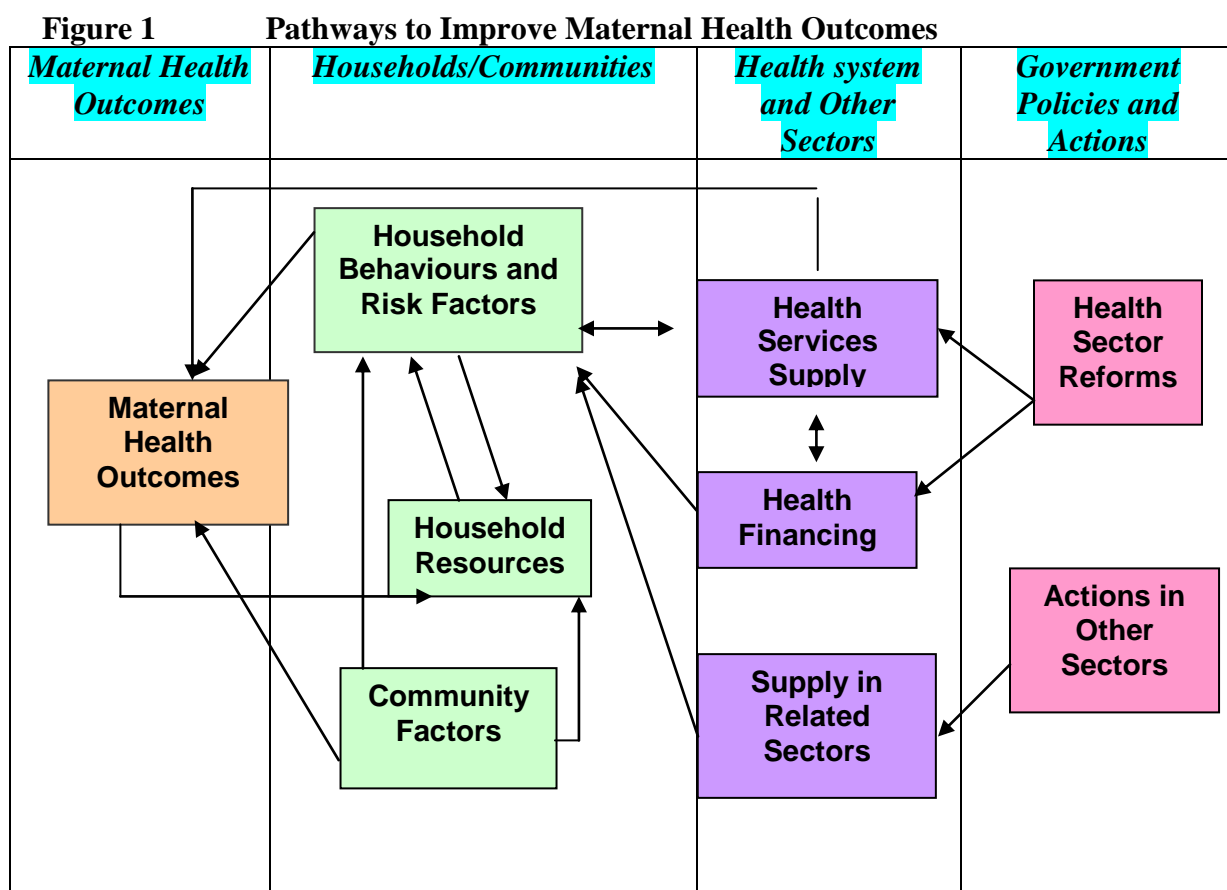 Figure 1 Pathways to Improve Maternal Health Outcomes
Maternal Health
Outcomes
Households/Communities
Health system
and Other
Sectors
Government
Policies and
Actions
Household
Behaviours and
Risk Factors
Health
Services
Supply
Health
Sector
Reforms
Maternal
Health
Outcomes
Household
Resources
Health
Financing
Actions in
Other
Sectors
Community
Factors
Supply in
Related
Sectors